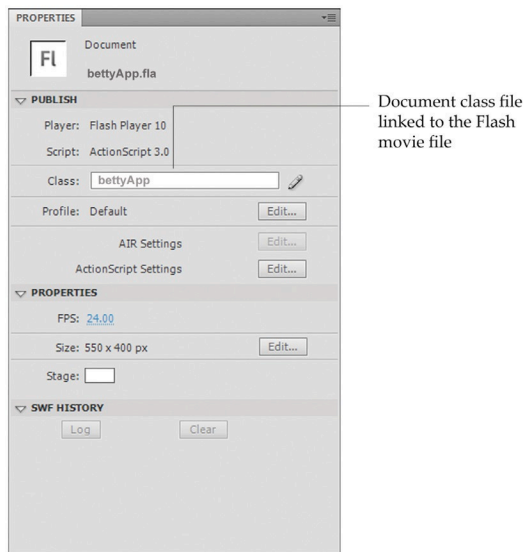 PROPERTIES
Fl
Document
bettyApp.fla
PUBLISH
Player: Flash Player 10
Script: ActionScript 3.0
Class: bettyApp
Profile: Default Edit...
AIR Settings Edit...
ActionScript Settings Edit...
PROPERTIES
FPS: 24.00
Size: 550 x 400 px Edit...
Stage:
SWF HISTORY
Log Clear
Document class file
linked to the Flash
movie file